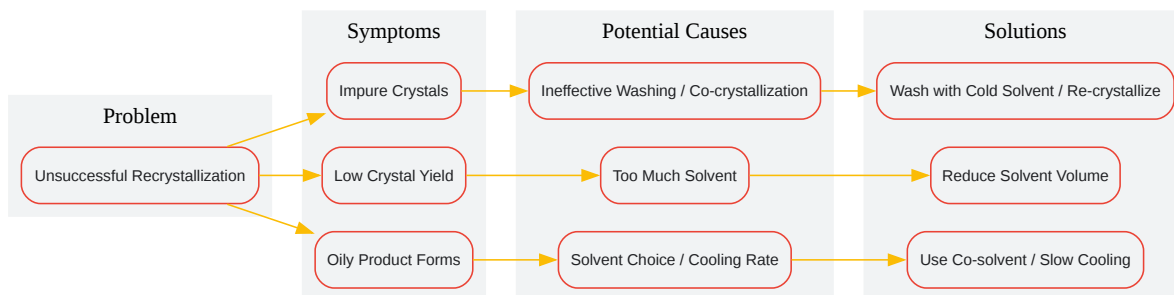 Problem
Unsuccessful Recrystallization
Symptoms
Impure Crystals
Low Crystal Yield
Oily Product Forms
Potential Causes
Ineffective Washing / Co-crystallization
Too Much Solvent
Solvent Choice / Cooling Rate
Solutions
Wash with Cold Solvent / Re-crystallize
Reduce Solvent Volume
Use Co-solvent / Slow Cooling